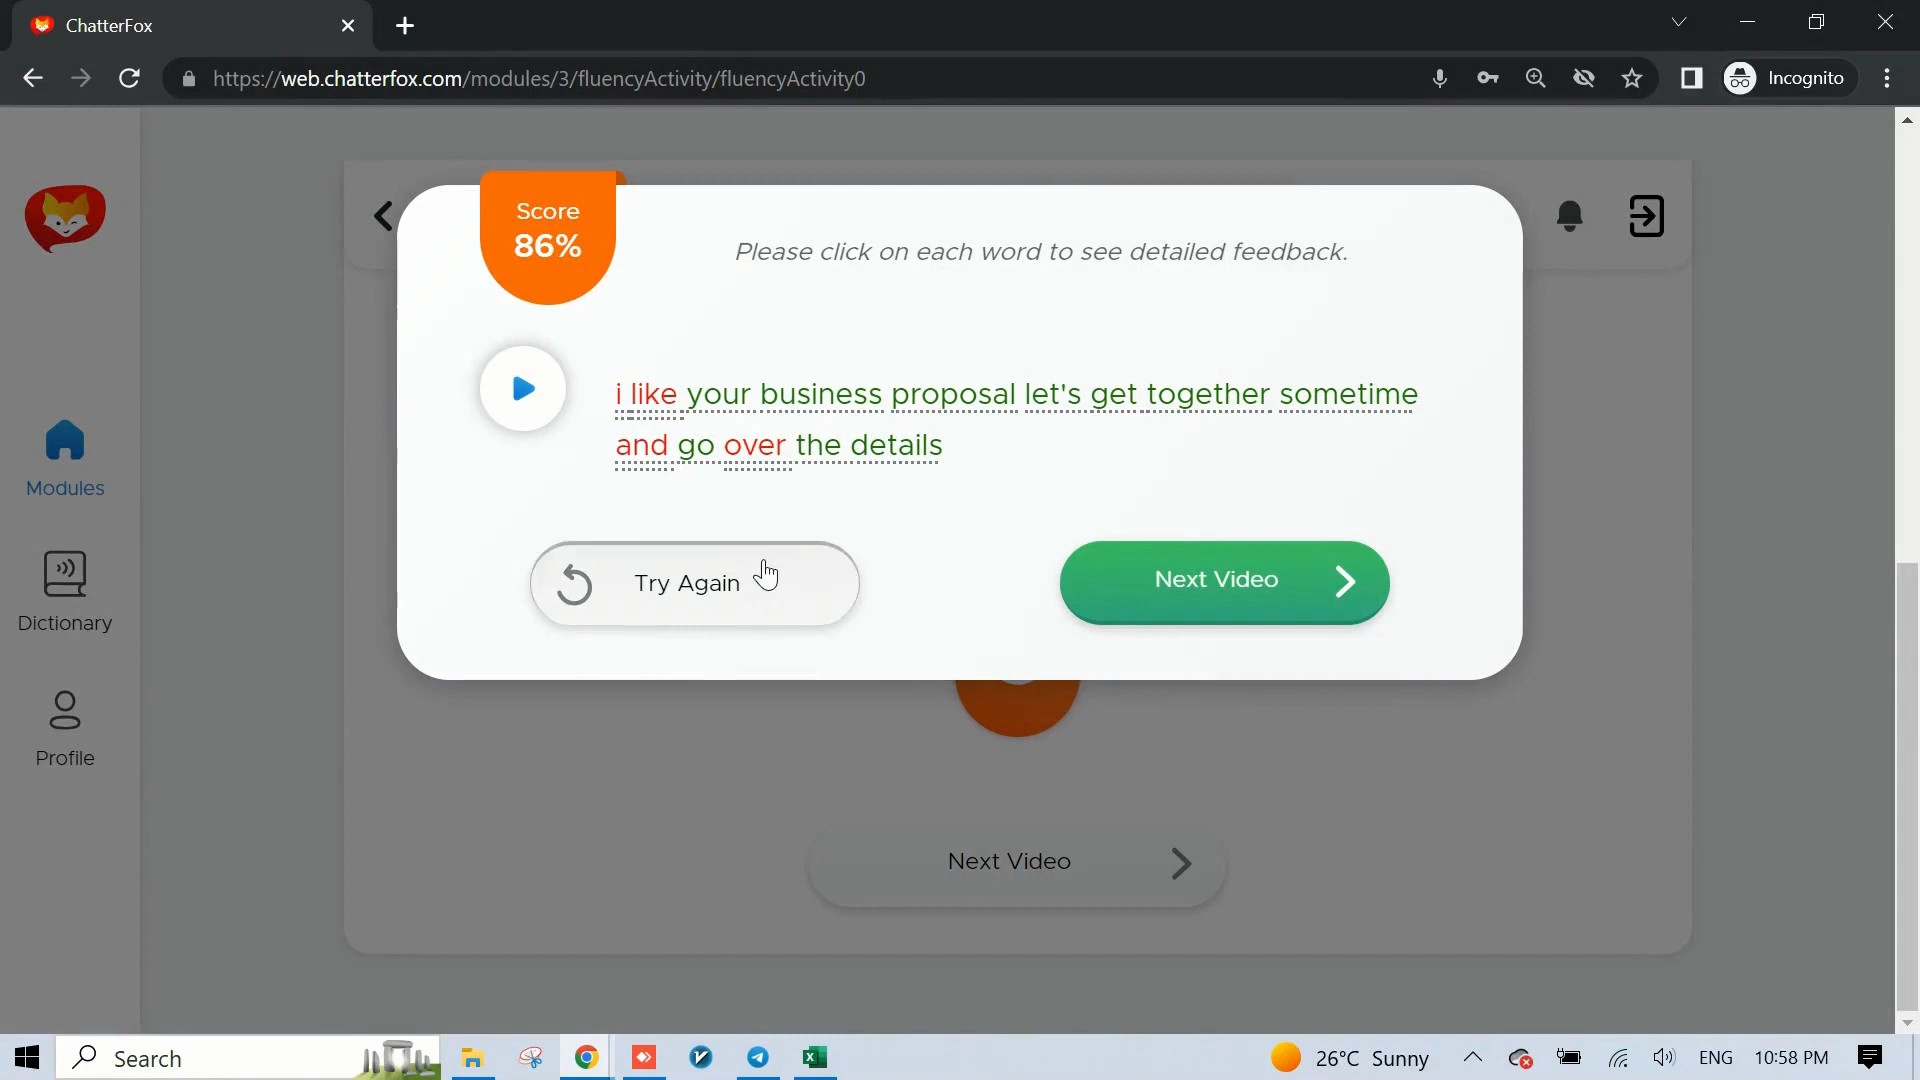 ChatterFox
https://web.chatterfox.com/modules/3/fluencyActivity/fluencyActivity0
Incognito
Score
86%
Please click on each word to see detailed feedback.
i like your business proposal let's get together sometime
and go over the details
Try Again
Next Video
Modules
Dictionary
Profile
Next Video
Search
26°C Sunny
ENG
10:58 PM